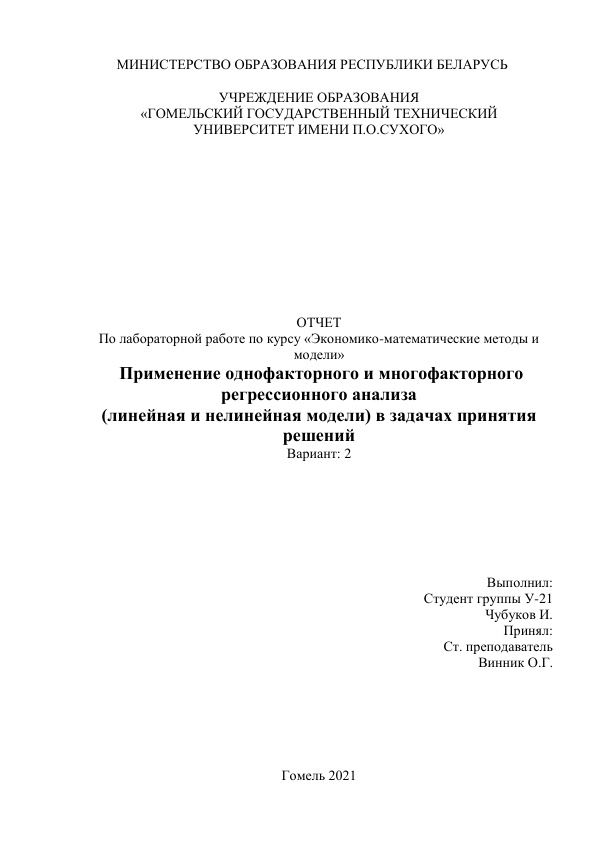 МИНИСТЕРСТВО ОБРАЗОВАНИЯ РЕСПУБЛИКИ БЕЛАРУСЬ
УЧРЕЖДЕНИЕ ОБРАЗОВАНИЯ
«ГОМЕЛЬСКИЙ ГОСУДАРСТВЕННЫЙ ТЕХНИЧЕСКИЙ
УНИВЕРСИТЕТ ИМЕНИ П.О.СУХОГО»
ОТЧЕТ
По лабораторной работе по курсу «Экономико-математические методы и
модели»
Применение однофакторного и многофакторного
регрессионного анализа
(линейная и нелинейная модели) в задачах принятия
решений
Вариант: 2
Выполнил:
Студент группы У-21
Чубуков И.
Принял:
Ст. преподаватель
Винник О.Г.
Гомель 2021